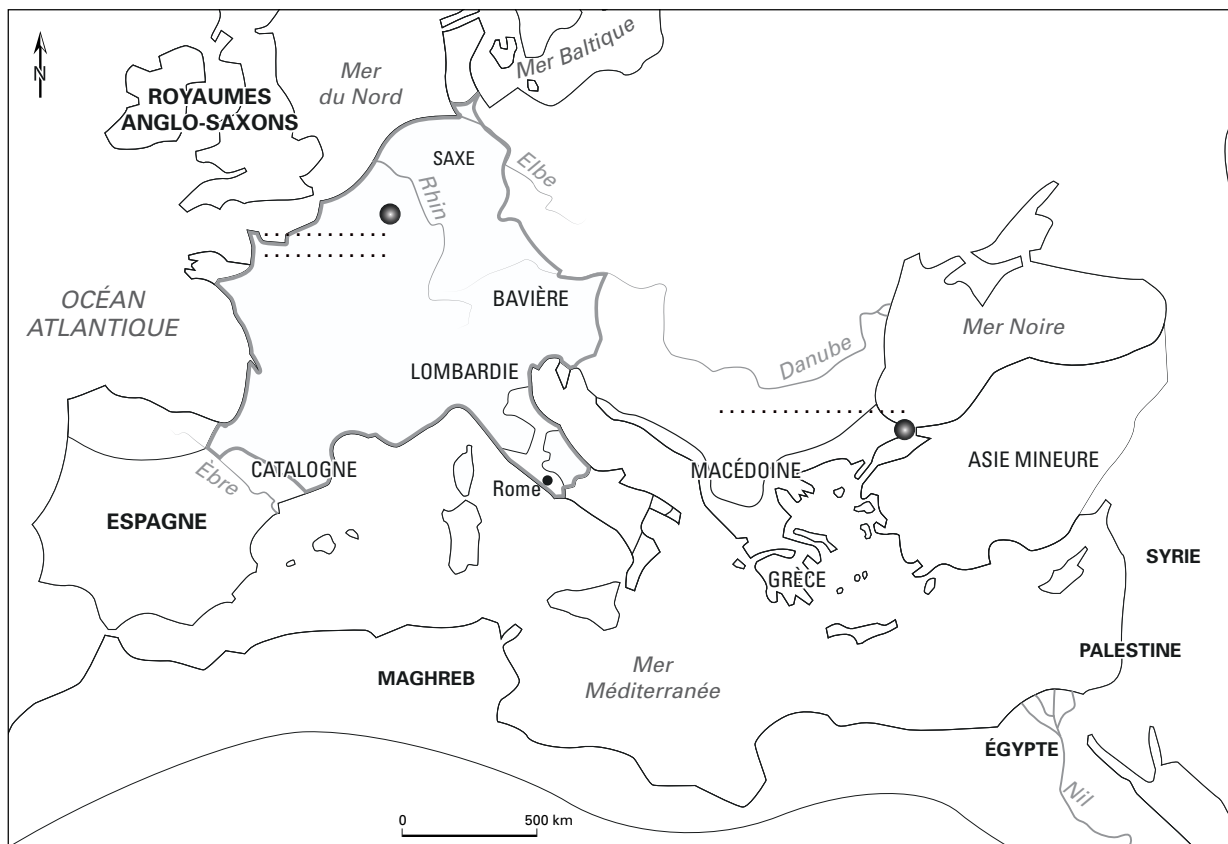 N
Mer
du Nord
Mer Baltique
ROYAUMES
ANGLO-SAXONS
SAXE
Elbe
Rhin
OCÉAN
ATLANTIQUE
BAVIÈRE
Mer Noire
Danube
LOMBARDIE
CATALOGNE
Èbre
MACÉDOINE
ASIE MINEURE
Rome
ESPAGNE
SYRIE
GRÈCE
PALESTINE
MAGHREB
Mer
Méditerranée
ÉGYPTE
Nil
0
500 km